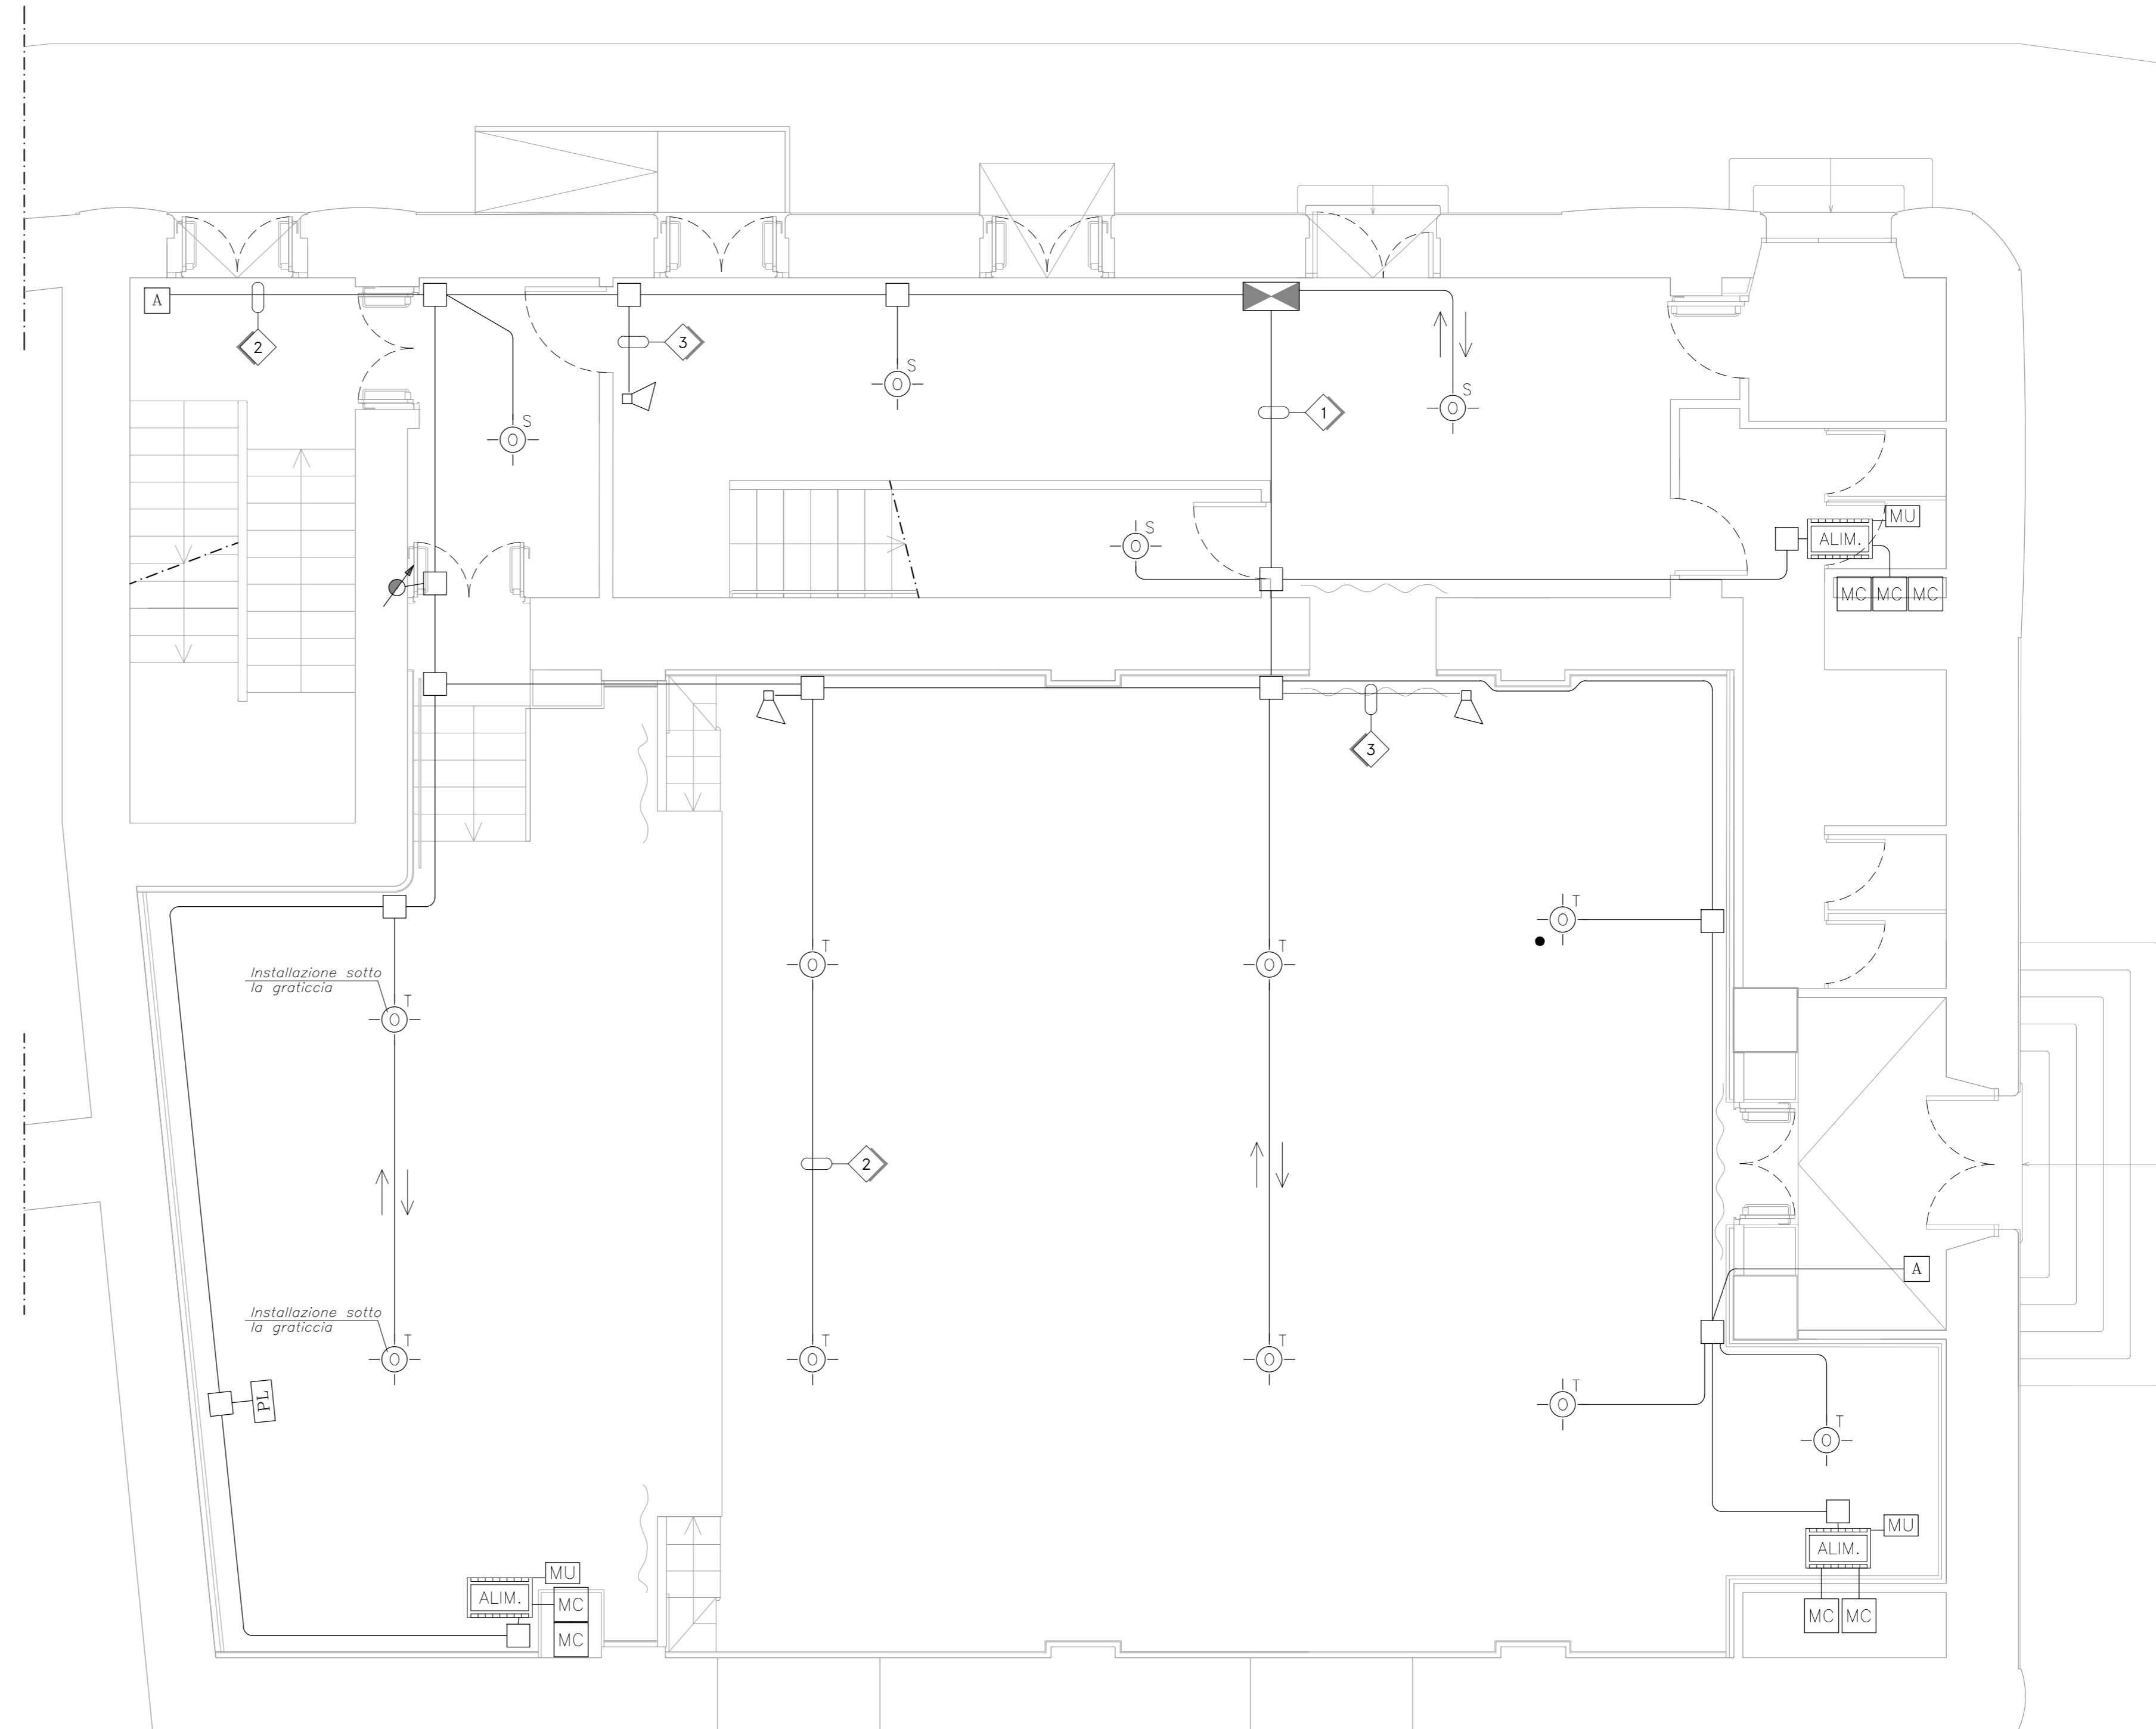 A
2
3
S
S
S
1
S
MU
ALIM.
MC MC MC
3
T
T
T
Installazione sotto
la graticcia
T
2
A
Installazione sotto
la graticcia
T
T
T
T
PL
T
MU
ALIM.
MC MC
MU
ALIM.
MC
MC